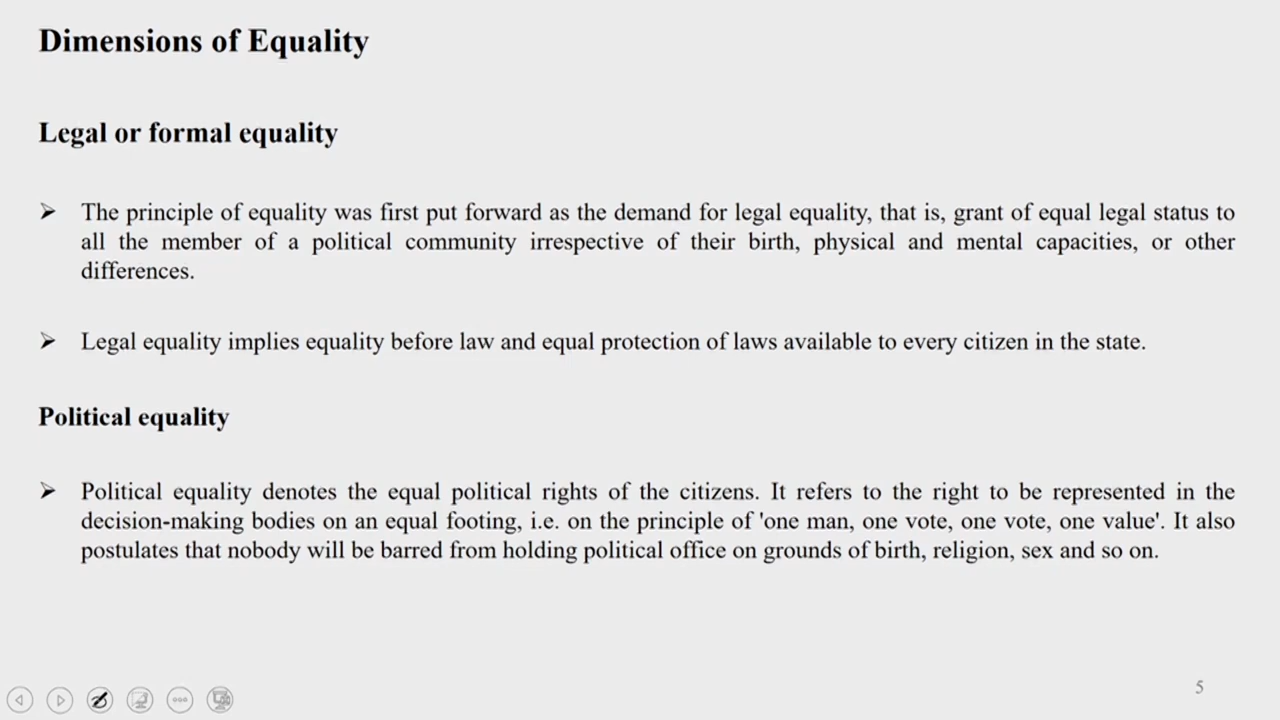 Dimensions of Equality
Legal or formal equality
➢ The principle of equality was first put forward as the demand for legal equality, that is, grant of equal legal status to
all the member of a political community irrespective of their birth, physical and mental capacities, or other
differences.
➢ Legal equality implies equality before law and equal protection of laws available to every citizen in the state.
Political equality
➢ Political equality denotes the equal political rights of the citizens. It refers to the right to be represented in the
decision-making bodies on an equal footing, i.e. on the principle of 'one man, one vote, one vote, one value'. It also
postulates that nobody will be barred from holding political office on grounds of birth, religion, sex and so on.
5